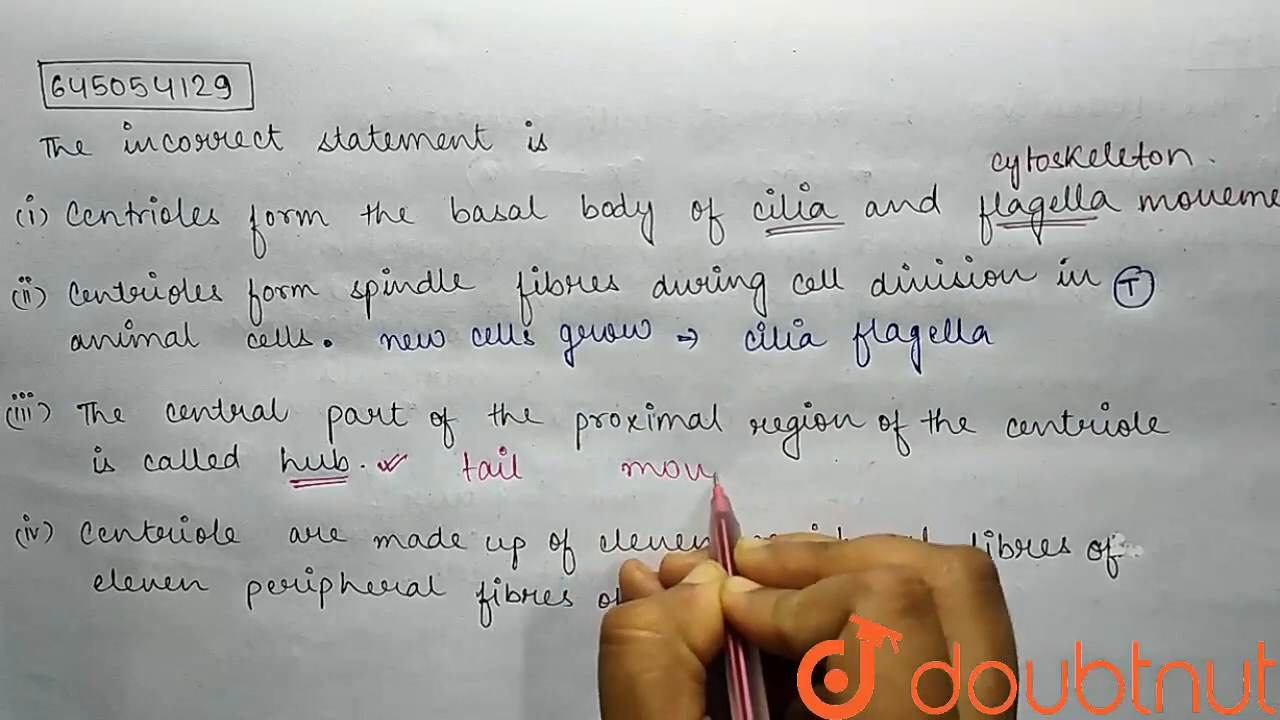 645054129
The incorrect statement is
cytoskeleton.
(i) Centrioles form the basal body of cilia and flagella moveme
(ii) Centrioles form spindle fibres during cell division in (T)
animal cells. new cells grow → cilia flagella
(iii) The central part of the proximal region of the centriole
is called hub. tail mov
(iv) Centriole are made up of eleven fibres of
eleven peripheral fibres of
doubtnut